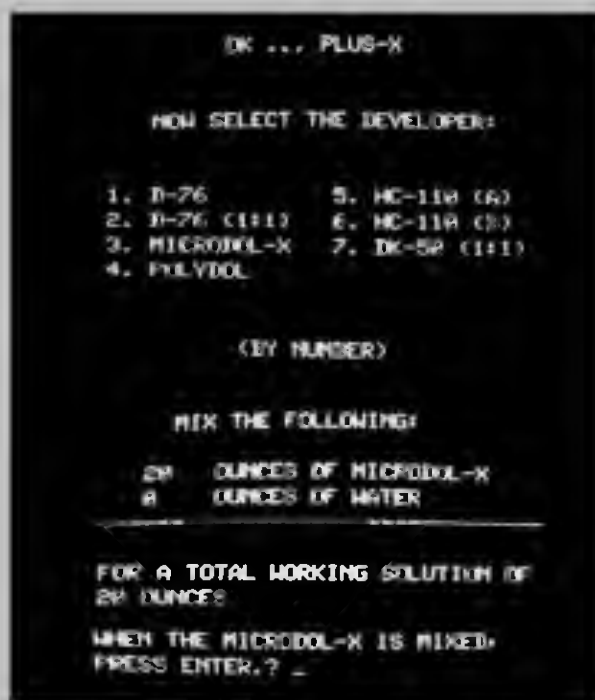 OK ... PLUS-X
NOW SELECT THE DEVELOPER:
1. D-76 5. HC-110 (A)
2. D-76 (1:1) 6. HC-110 (B)
3. MICRODOL-X 7. DK-50 (1:1)
4. POLYDOL
(BY NUMBER)
MIX THE FOLLOWING:
20 OUNCES OF MICRODOL-X
0 OUNCES OF WATER
FOR A TOTAL WORKING SOLUTION OF
20 OUNCES
WHEN THE MICRODOL-X IS MIXED,
PRESS ENTER.? _